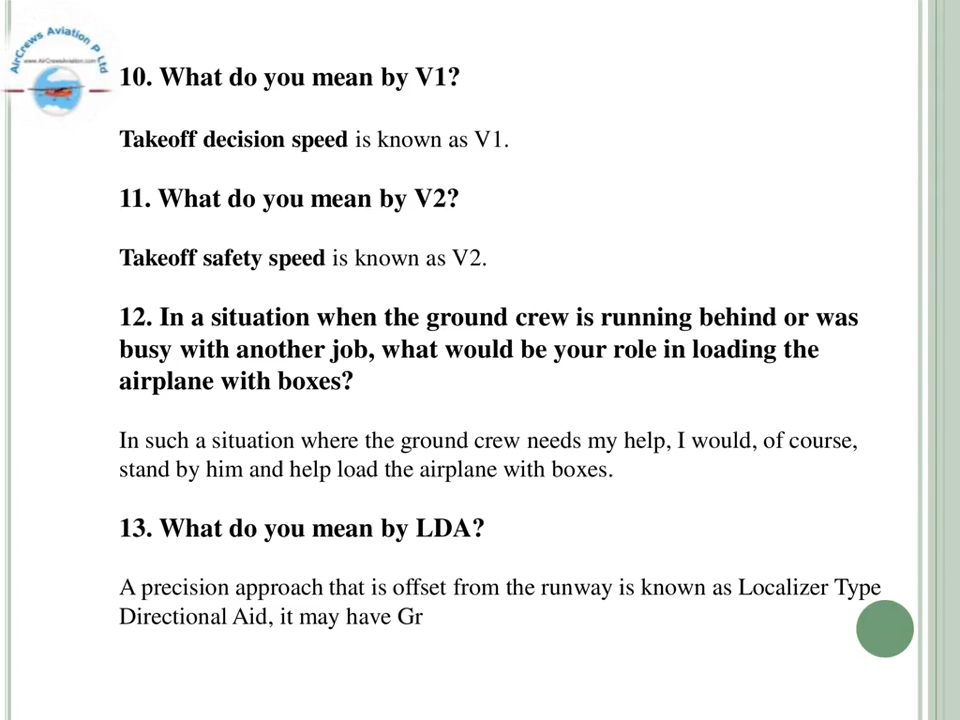 AirCrews Aviation P Ltd
www.AirCrewsAviation.com
10. What do you mean by V1?
Takeoff decision speed is known as V1.
11. What do you mean by V2?
Takeoff safety speed is known as V2.
12. In a situation when the ground crew is running behind or was
busy with another job, what would be your role in loading the
airplane with boxes?
In such a situation where the ground crew needs my help, I would, of course,
stand by him and help load the airplane with boxes.
13. What do you mean by LDA?
A precision approach that is offset from the runway is known as Localizer Type
Directional Aid, it may have Gr